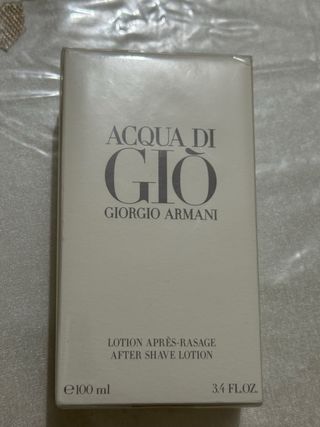 ACQUA DI
GIÒ
GIORGIO ARMANI
LOTION APRÈS-RASAGE
AFTER SHAVE LOTION
℮100 ml 3.4 FL.OZ.